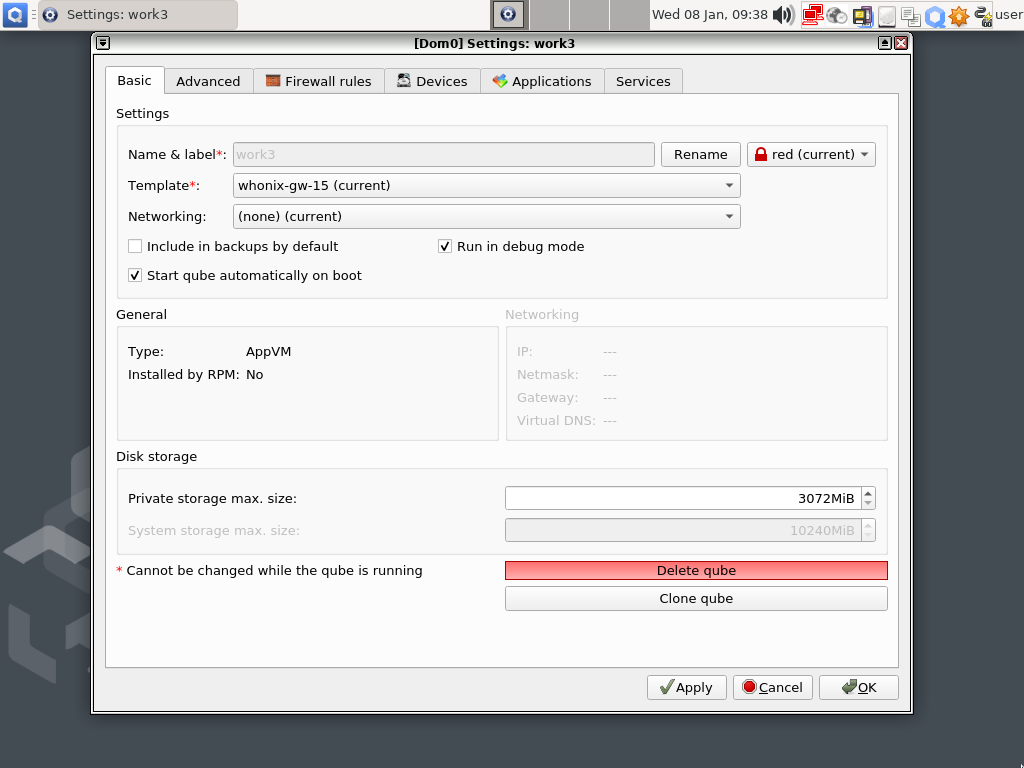 Settings: work3
Wed 08 Jan, 09:38
user
[Dom0] Settings: work3
Basic
Advanced
Firewall rules
Devices
Applications
Services
Settings
Name & label*:
work3
Rename
red (current)
Template*:
whonix-gw-15 (current)
Networking:
(none) (current)
Include in backups by default
Run in debug mode
Start qube automatically on boot
General
Networking
Type:
AppVM
Installed by RPM:
No
IP:
---
Netmask:
---
Gateway:
---
Virtual DNS:
---
Disk storage
Private storage max. size:
3072MiB
System storage max. size:
10240MiB
* Cannot be changed while the qube is running
Delete qube
Clone qube
Apply
Cancel
OK